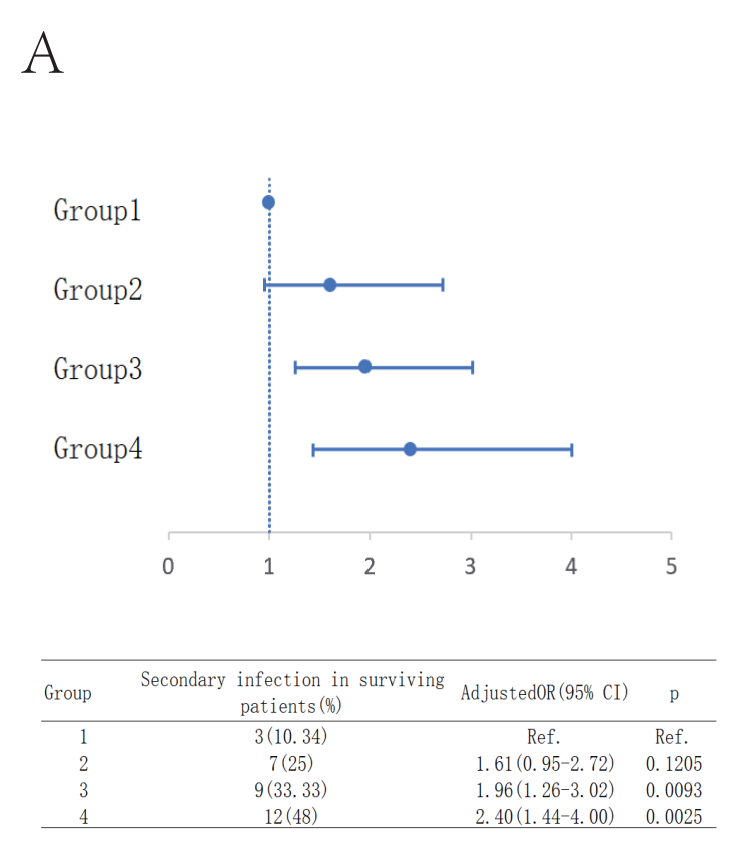 A
Group1
Group2
Group3
Group4
0 1 2 3 4 5
Group Secondary infection in surviving patients(%) AdjustedOR(95% CI) p
1 3(10.34) Ref. Ref.
2 7(25) 1.61(0.95-2.72) 0.1205
3 9(33.33) 1.96(1.26-3.02) 0.0093
4 12(48) 2.40(1.44-4.00) 0.0025